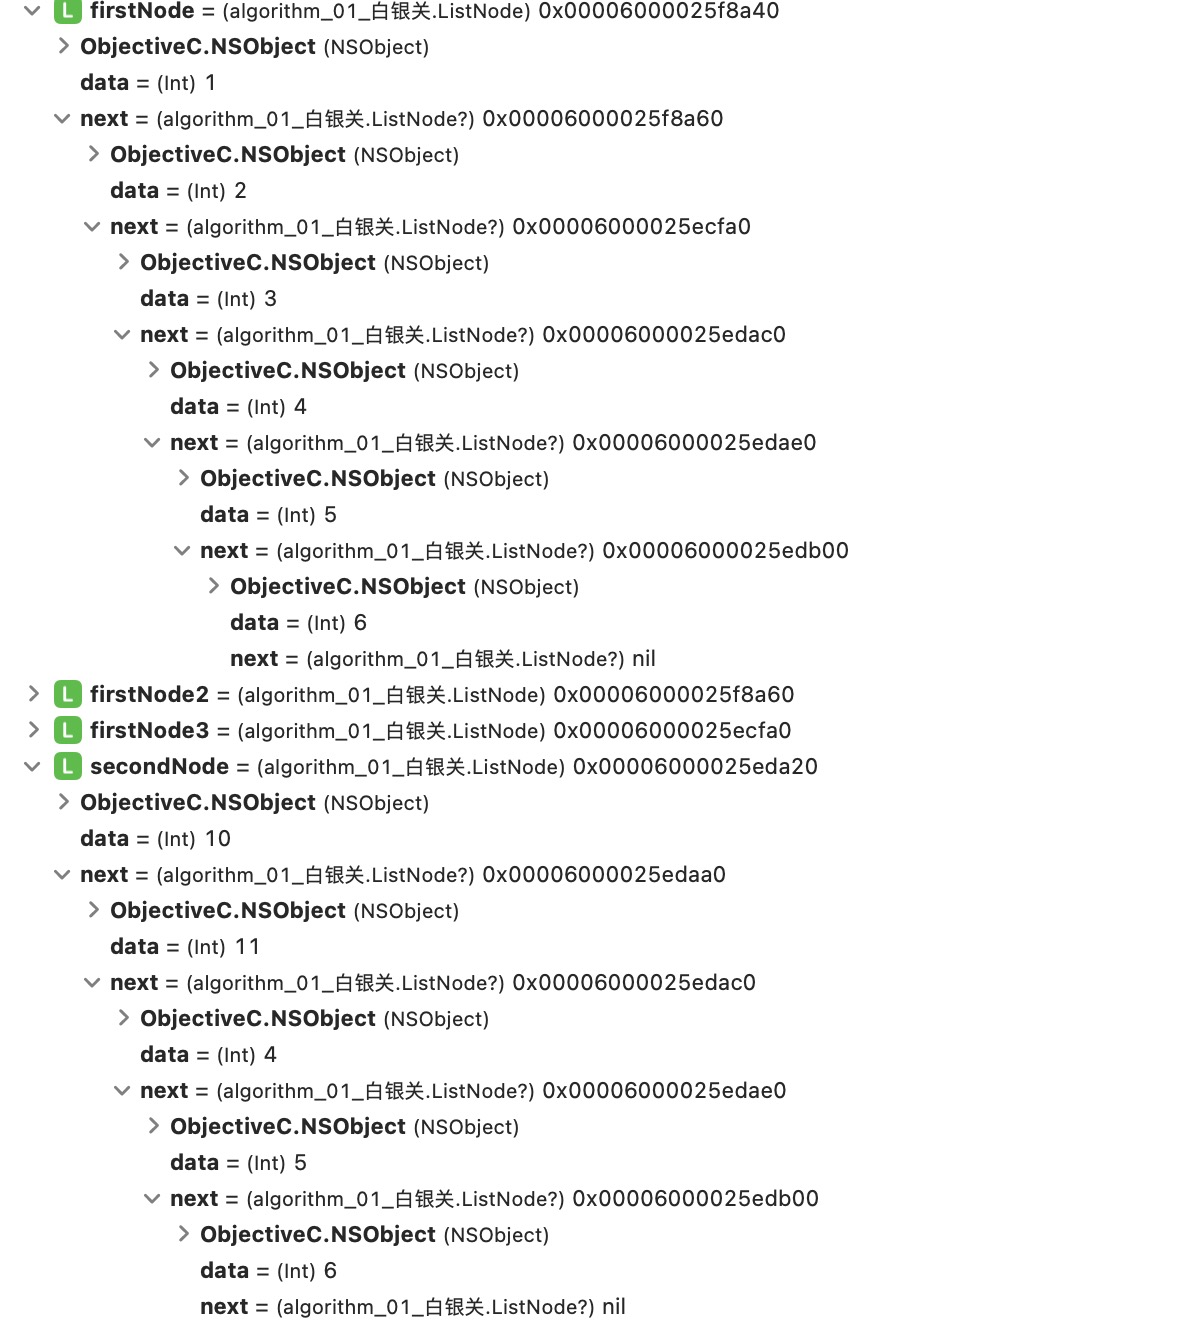 L firstNode = (algorithm_01_白银关.ListNode) 0x00006000025f8a40
ObjectiveC.NSObject (NSObject)
data = (Int) 1
next = (algorithm_01_白银关.ListNode?) 0x00006000025f8a60
ObjectiveC.NSObject (NSObject)
data = (Int) 2
next = (algorithm_01_白银关.ListNode?) 0x00006000025ecfa0
ObjectiveC.NSObject (NSObject)
data = (Int) 3
next = (algorithm_01_白银关.ListNode?) 0x00006000025edac0
ObjectiveC.NSObject (NSObject)
data = (Int) 4
next = (algorithm_01_白银关.ListNode?) 0x00006000025edae0
ObjectiveC.NSObject (NSObject)
data = (Int) 5
next = (algorithm_01_白银关.ListNode?) 0x00006000025edb00
ObjectiveC.NSObject (NSObject)
data = (Int) 6
next = (algorithm_01_白银关.ListNode?) nil
L firstNode2 = (algorithm_01_白银关.ListNode) 0x00006000025f8a60
L firstNode3 = (algorithm_01_白银关.ListNode) 0x00006000025ecfa0
L secondNode = (algorithm_01_白银关.ListNode) 0x00006000025eda20
ObjectiveC.NSObject (NSObject)
data = (Int) 10
next = (algorithm_01_白银关.ListNode?) 0x00006000025edaa0
ObjectiveC.NSObject (NSObject)
data = (Int) 11
next = (algorithm_01_白银关.ListNode?) 0x00006000025edac0
ObjectiveC.NSObject (NSObject)
data = (Int) 4
next = (algorithm_01_白银关.ListNode?) 0x00006000025edae0
ObjectiveC.NSObject (NSObject)
data = (Int) 5
next = (algorithm_01_白银关.ListNode?) 0x00006000025edb00
ObjectiveC.NSObject (NSObject)
data = (Int) 6
next = (algorithm_01_白银关.ListNode?) nil